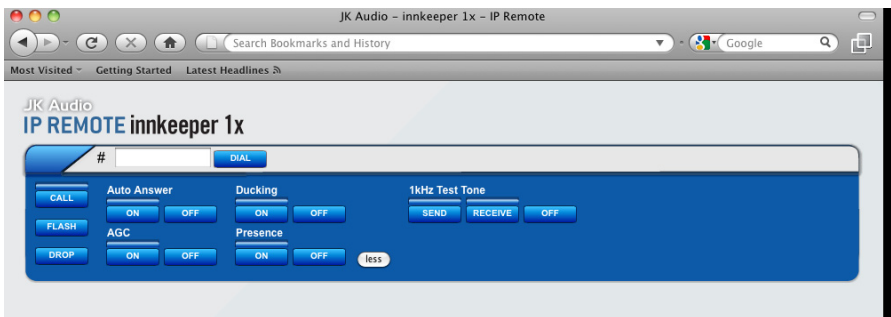 JK Audio – innkeeper 1x – IP Remote
Search Bookmarks and History
Google
Most Visited Getting Started Latest Headlines
JK Audio
IP REMOTE innkeeper 1x
# DIAL
Auto Answer Ducking 1kHz Test Tone
CALL
ON OFF ON OFF SEND RECEIVE OFF
FLASH
AGC Presence
DROP ON OFF ON OFF less